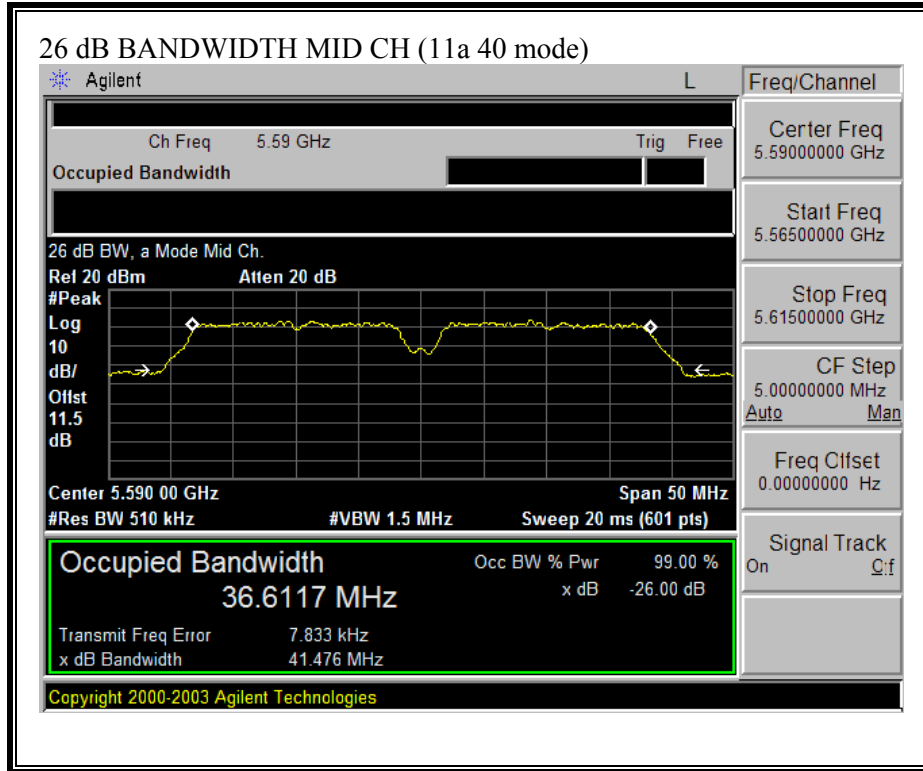 26 dB BANDWIDTH MID CH (11a 40 mode)
Agilent L Freq/Channel
Ch Freq 5.59 GHz Trig Free
Occupied Bandwidth
Center Freq
5.59000000 GHz
Start Freq
5.56500000 GHz
26 dB BW, a Mode Mid Ch.
Ref 20 dBm Atten 20 dB
#Peak
Log
10
dB/
Offst
11.5
dB
Stop Freq
5.61500000 GHz
CF Step
5.00000000 MHz
Auto Man
Freq Offset
0.00000000 Hz
Center 5.590 00 GHz Span 50 MHz
#Res BW 510 kHz #VBW 1.5 MHz Sweep 20 ms (601 pts)
Signal Track
On Off
Occupied Bandwidth Occ BW % Pwr 99.00 %
36.6117 MHz x dB -26.00 dB
Transmit Freq Error 7.833 kHz
x dB Bandwidth 41.476 MHz
Copyright 2000-2003 Agilent Technologies